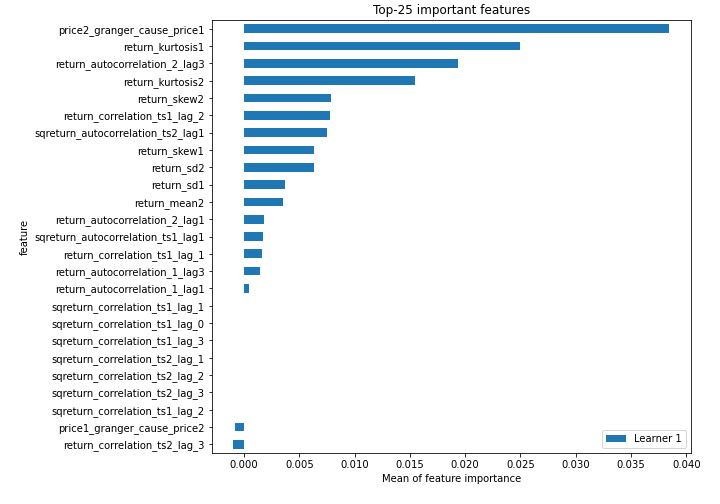 Top-25 important features
price2_granger_cause_price1
return_kurtosis1
return_autocorrelation_2_lag3
return_kurtosis2
return_skew2
return_correlation_ts1_lag_2
sqreturn_autocorrelation_ts2_lag1
return_skew1
return_sd2
return_sd1
return_mean2
return_autocorrelation_2_lag1
sqreturn_autocorrelation_ts1_lag1
return_correlation_ts1_lag_1
return_autocorrelation_1_lag3
return_autocorrelation_1_lag1
sqreturn_correlation_ts1_lag_1
sqreturn_correlation_ts1_lag_0
sqreturn_correlation_ts1_lag_3
sqreturn_correlation_ts2_lag_1
sqreturn_correlation_ts2_lag_2
sqreturn_correlation_ts2_lag_3
sqreturn_correlation_ts1_lag_2
price1_granger_cause_price2
return_correlation_ts2_lag_3
feature
Learner 1
0.000 0.005 0.010 0.015 0.020 0.025 0.030 0.035 0.040
Mean of feature importance